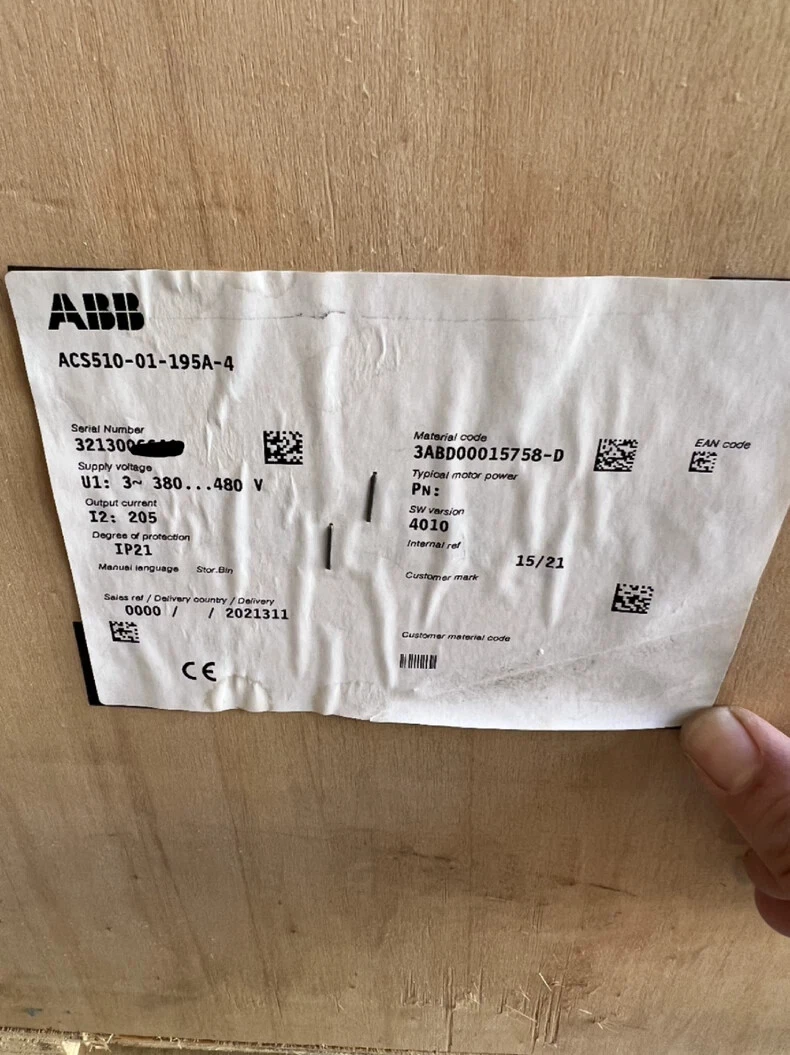 ABB
ACS510-01-195A-4
Serial Number
321300
Supply voltage
U1: 3~ 380...480 V
Output current
I2: 205
Degree of protection
IP21
Manual language Stor.Bin
Sales ref / Delivery country / Delivery
0000 / / 2021311
CE
Material code
3ABD00015758-D
EAN code
Typical motor power
PN:
SW version
4010
Internal ref
15/21
Customer mark
Customer material code